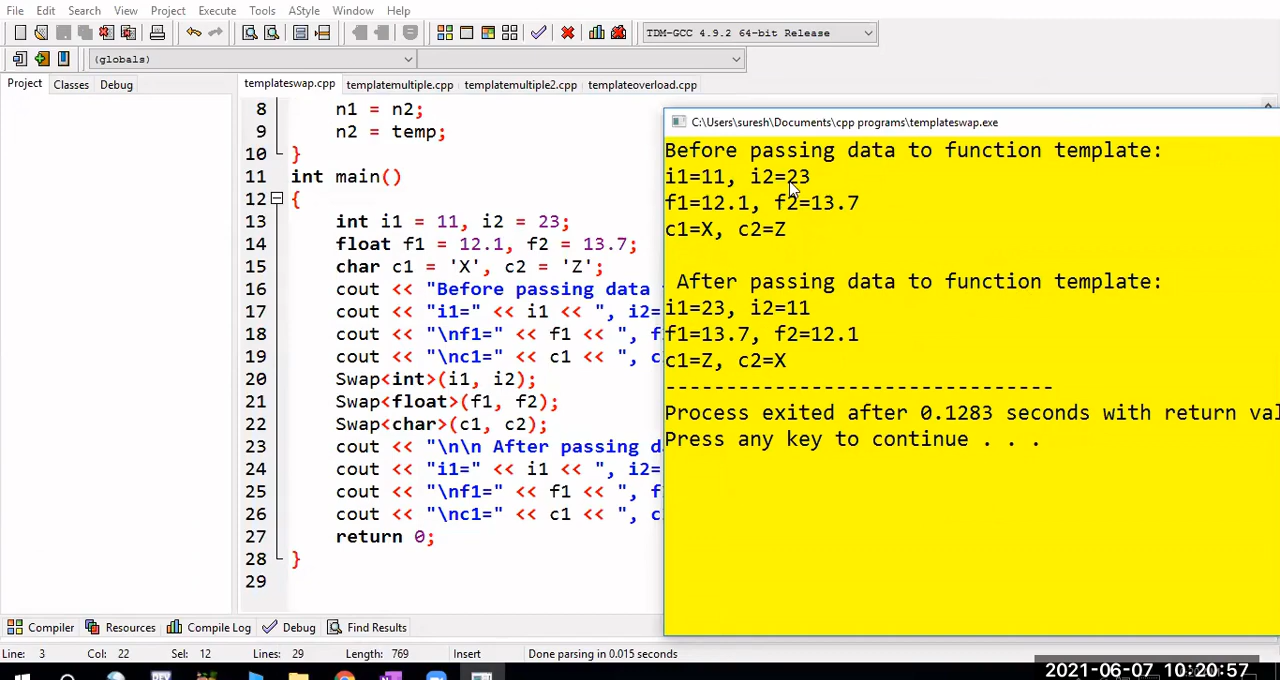 File Edit Search View Project Execute Tools AStyle Window Help
TDM-GCC 4.9.2 64-bit Release
(globals)
Project Classes Debug
templateswap.cpp templatemultiple.cpp templatemultiple2.cpp templateoverload.cpp
8 n1 = n2;
9 n2 = temp;
10 }
11 int main()
12 {
13 int i1 = 11, i2 = 23;
14 float f1 = 12.1, f2 = 13.7;
15 char c1 = 'X', c2 = 'Z';
16 cout << "Before passing data
17 cout << "i1=" << i1 << ", i2=
18 cout << "\nf1=" << f1 << ", f
19 cout << "\nc1=" << c1 << ", c
20 Swap<int>(i1, i2);
21 Swap<float>(f1, f2);
22 Swap<char>(c1, c2);
23 cout << "\n\n After passing d
24 cout << "i1=" << i1 << ", i2=
25 cout << "\nf1=" << f1 << ", f
26 cout << "\nc1=" << c1 << ", c
27 return 0;
28 }
29
C:\Users\suresh\Documents\cpp programs\templateswap.exe
Before passing data to function template:
i1=11, i2=23
f1=12.1, f2=13.7
c1=X, c2=Z
After passing data to function template:
i1=23, i2=11
f1=13.7, f2=12.1
c1=Z, c2=X
--------------------------------
Process exited after 0.1283 seconds with return val
Press any key to continue . . .
Compiler Resources Compile Log Debug Find Results
Line: 3 Col: 22 Sel: 12 Lines: 29 Length: 769 Insert Done parsing in 0.015 seconds
DEV
2021-06-07 10:20:57